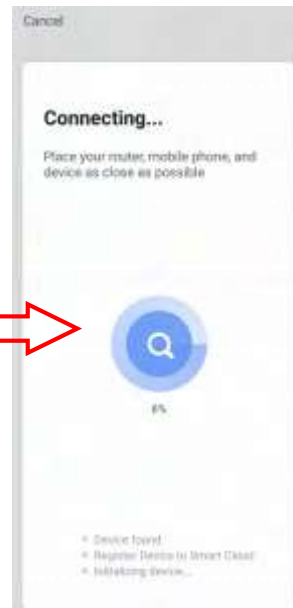 Cancel
Connecting...
Place your router, mobile phone, and
device as close as possible
6%
Device found
Register Device to Smart Cloud
Initializing device...